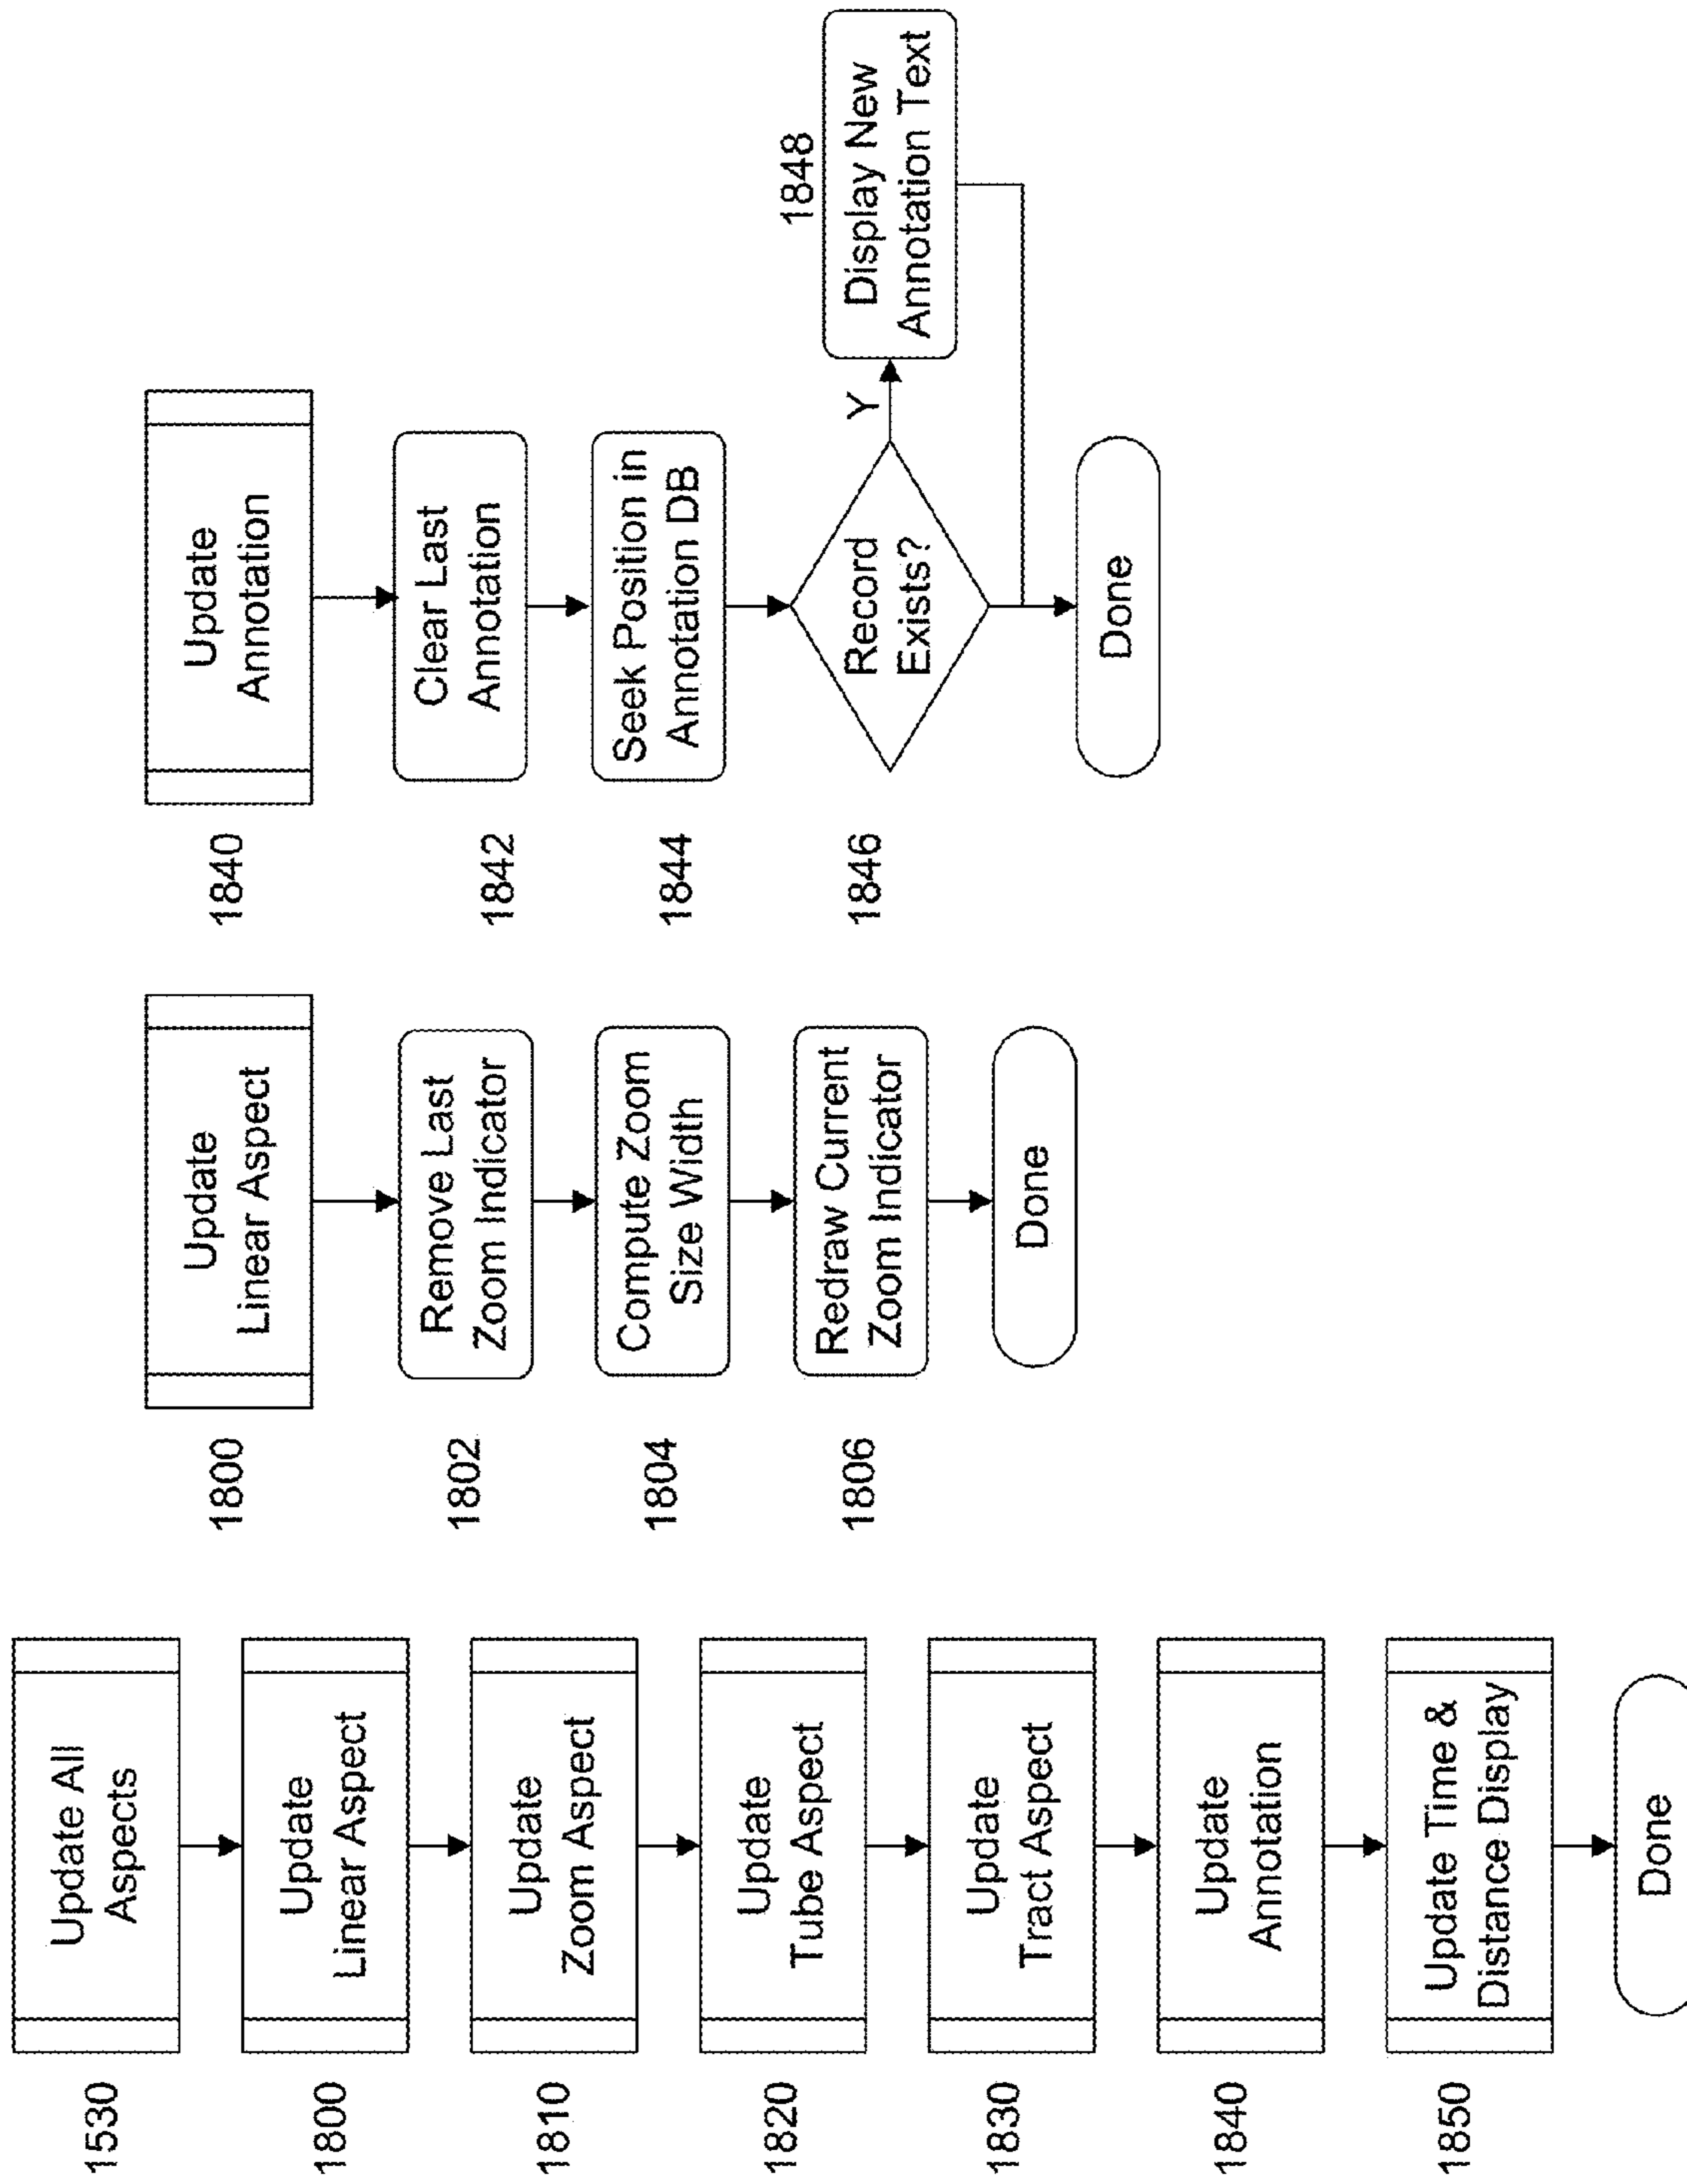 1530
Update All
Aspects
1800
Update
Linear Aspect
1810
Update
Zoom Aspect
1820
Update
Tube Aspect
1830
Update
Tract Aspect
1840
Update
Annotation
1850
Update Time &
Distance Display
Done
1800
Update
Linear Aspect
1802
Remove Last
Zoom Indicator
1804
Compute Zoom
Size Width
1806
Redraw Current
Zoom Indicator
Done
1840
Update
Annotation
1842
Clear Last
Annotation
1844
Seek Position in
Annotation DB
1846
Record
Exists?
Y
1848
Display New
Annotation Text
Done